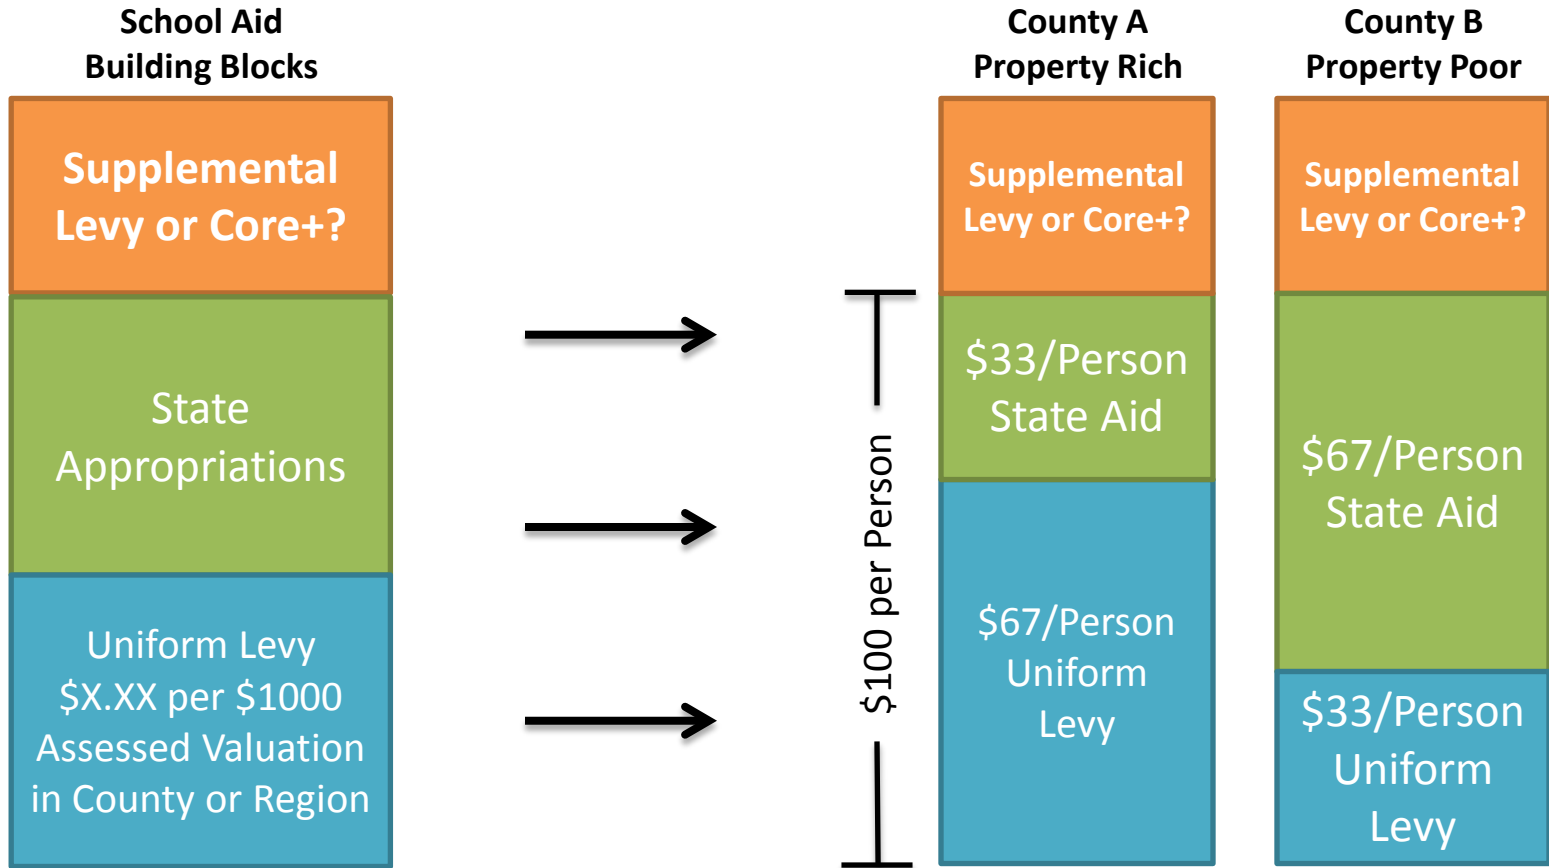 School Aid
Building Blocks
Supplemental
Levy or Core+?
State
Appropriations
Uniform Levy
$X.XX per $1000
Assessed Valuation
in County or Region
$100 per Person
County A
Property Rich
Supplemental
Levy or Core+?
$33/Person
State Aid
$67/Person
Uniform
Levy
County B
Property Poor
Supplemental
Levy or Core+?
$67/Person
State Aid
$33/Person
Uniform
Levy